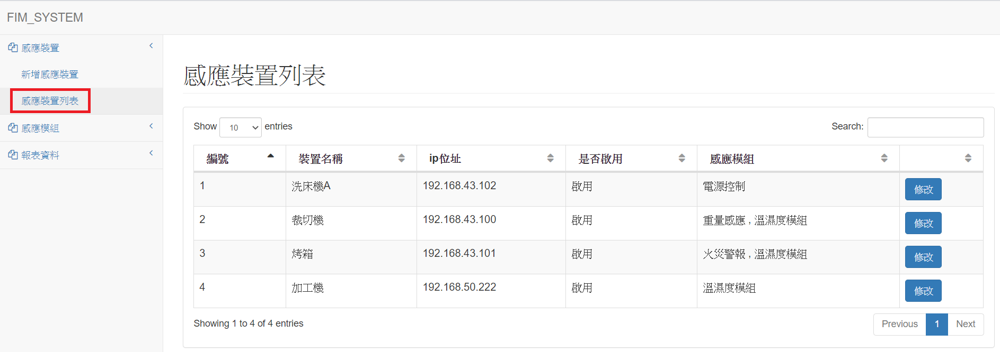 FIM_SYSTEM
感應裝置
新增感應裝置
感應裝置列表
感應模組
報表資料
感應裝置列表
Show 10 entries Search:
編號 裝置名稱 ip位址 是否啟用 感應模組
1 洗床機A 192.168.43.102 啟用 電源控制 修改
2 裁切機 192.168.43.100 啟用 重量感應 , 溫濕度模組 修改
3 烤箱 192.168.43.101 啟用 火災警報 , 溫濕度模組 修改
4 加工機 192.168.50.222 啟用 溫濕度模組 修改
Showing 1 to 4 of 4 entries Previous 1 Next